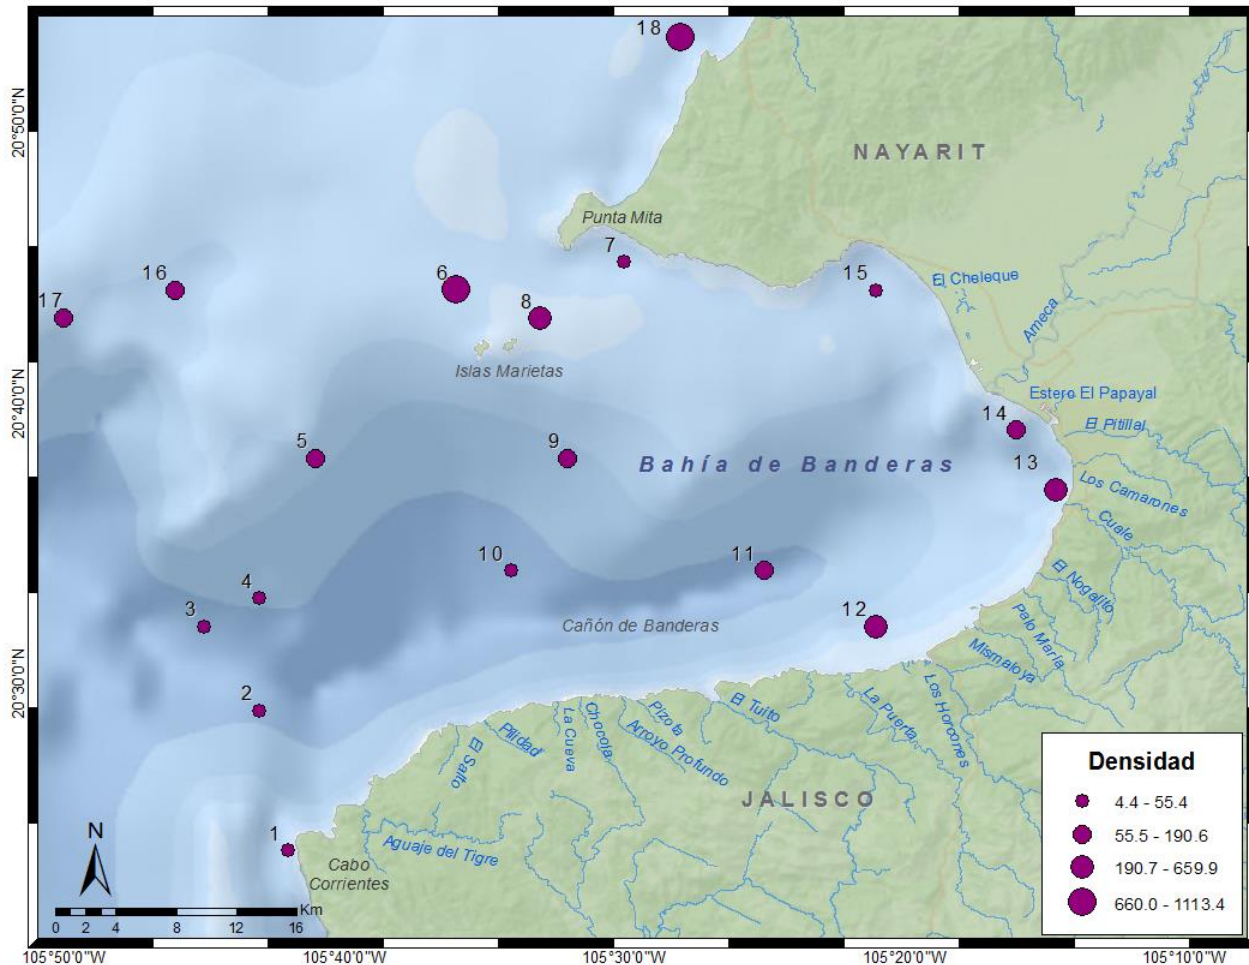 18
20°50'0"N
NAYARIT
Punta Mita
7
16
6
15
El Cheleque
17
8
Ameca
Islas Marietas
20°40'0"N
Estero El Papayal
14
El Pitillal
5
9
Bahía de Banderas
13
Los Camarones
Cuale
10
11
El Nogalito
4
3
12
Cañón de Banderas
Palo María
Mismaloya
20°30'0"N
2
El Tuito
La Puerta
Los Horcones
Pizota
Chocola
La Cueva
Pilidad
Arroyo Profundo
El Salto
Densidad
4.4 - 55.4
JALISCO
55.5 - 190.6
1
N
Aguaje del Tigre
190.7 - 659.9
Cabo
Corrientes
660.0 - 1113.4
Km
0 2 4 8 12 16
105°50'0"W 105°40'0"W 105°30'0"W 105°20'0"W 105°10'0"W